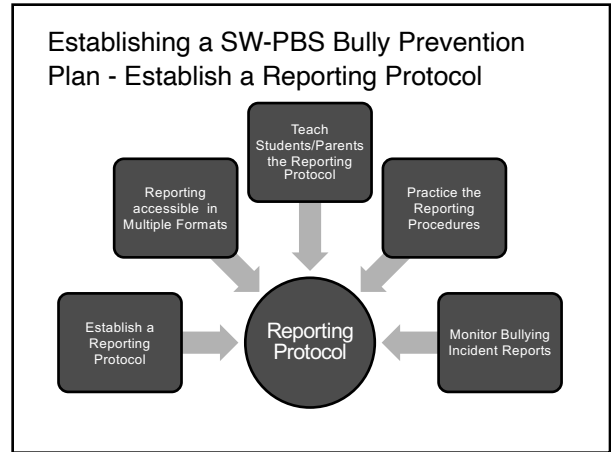 Establishing a SW-PBS Bully Prevention
Plan - Establish a Reporting Protocol
Establish a
Reporting
Protocol
Reporting
accessible in
Multiple Formats
Teach
Students/Parents
the Reporting
Protocol
Practice the
Reporting
Procedures
Monitor Bullying
Incident Reports
Reporting
Protocol